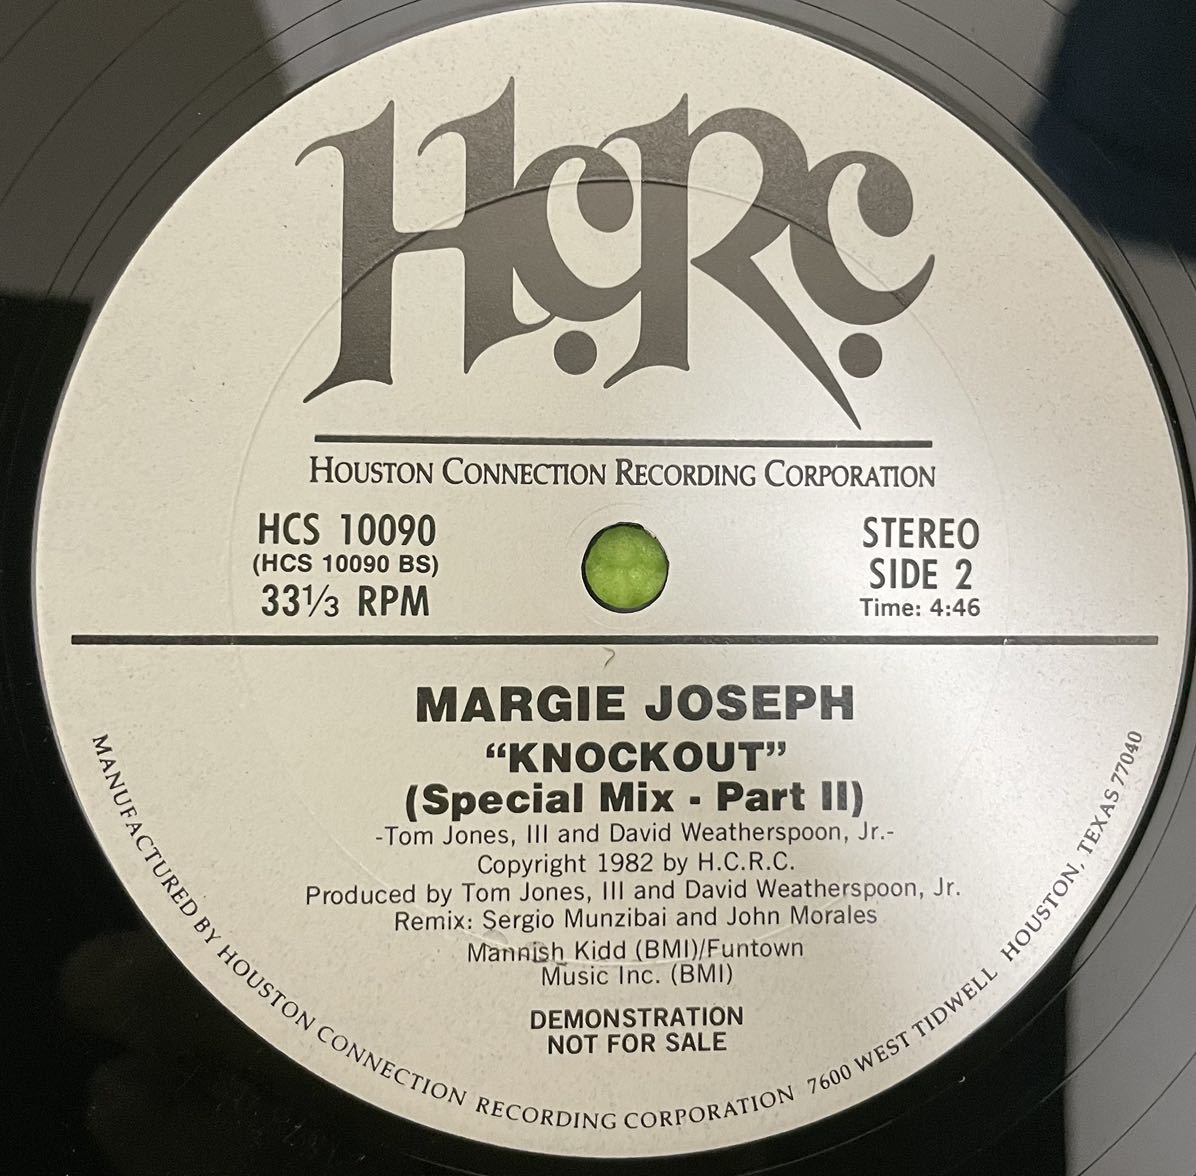 H.C.R.C.
HOUSTON CONNECTION RECORDING CORPORATION
HCS 10090
(HCS 10090 BS)
33⅓ RPM
STEREO
SIDE 2
Time: 4:46
MARGIE JOSEPH
“KNOCKOUT”
(Special Mix - Part II)
-Tom Jones, III and David Weatherspoon, Jr.-
Copyright 1982 by H.C.R.C.
Produced by Tom Jones, III and David Weatherspoon, Jr.
Remix: Sergio Munzibai and John Morales
Mannish Kidd (BMI)/Funtown
Music Inc. (BMI)
DEMONSTRATION
NOT FOR SALE
MANUFACTURED BY HOUSTON CONNECTION RECORDING CORPORATION 7600 WEST TIDWELL HOUSTON, TEXAS 77040